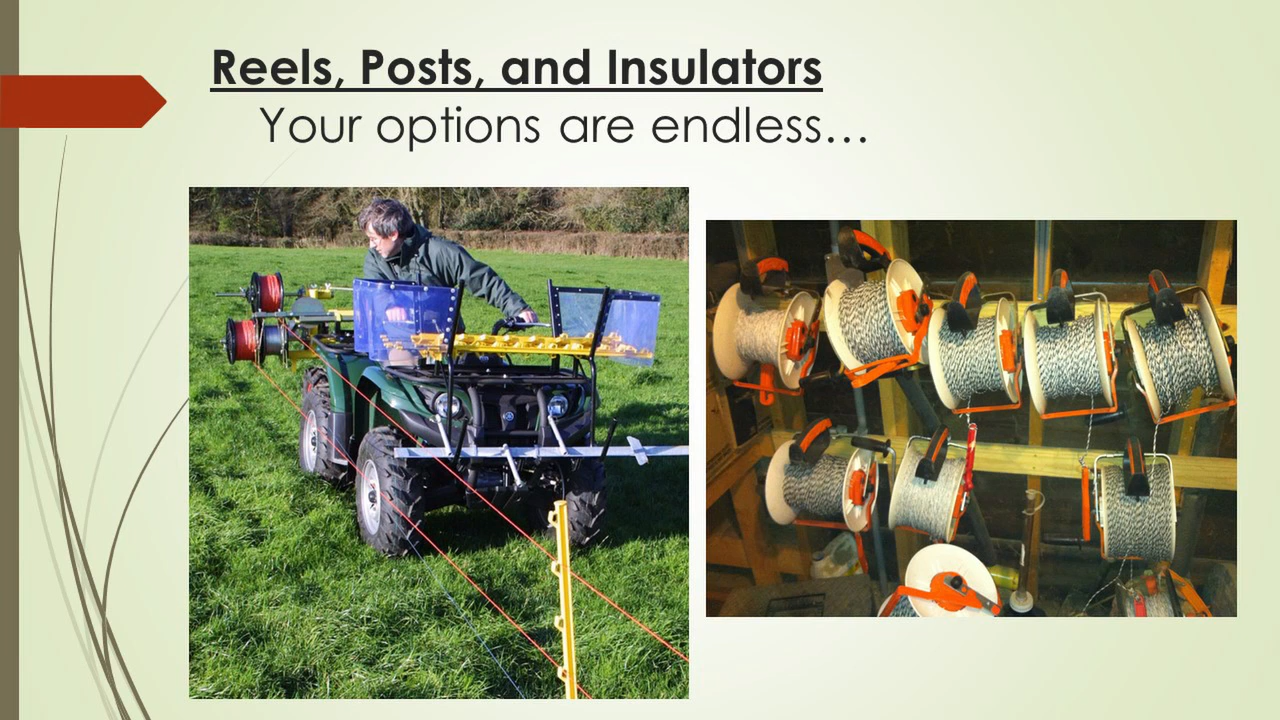 Reels, Posts, and Insulators
Your options are endless…